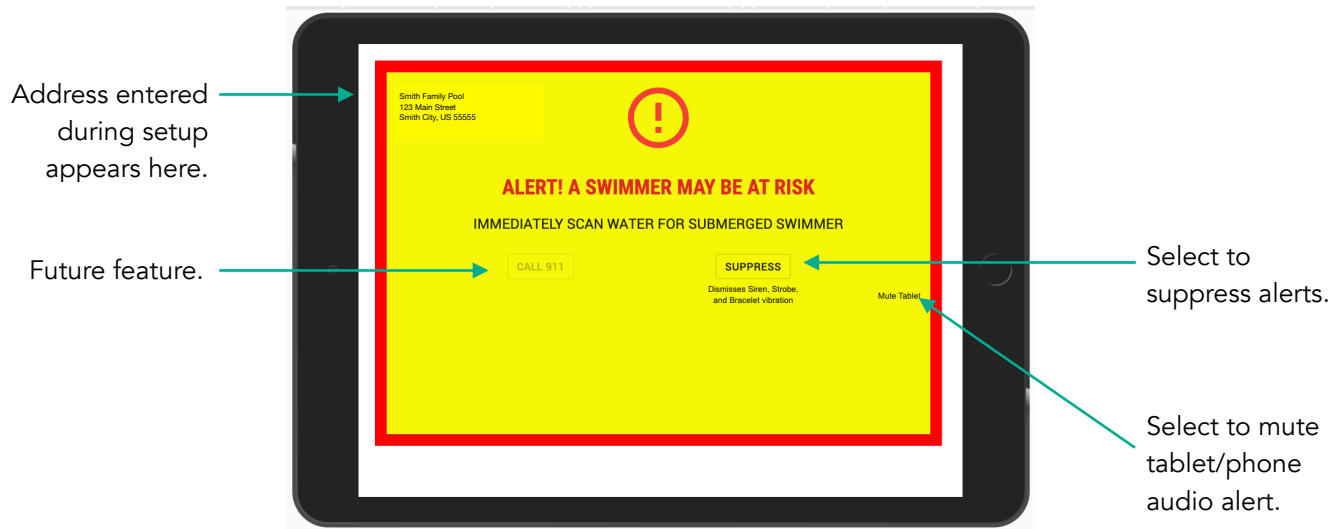 Address entered
during setup
appears here.
Smith Family Pool
123 Main Street
Smith City, US 55555
ALERT! A SWIMMER MAY BE AT RISK
IMMEDIATELY SCAN WATER FOR SUBMERGED SWIMMER
Future feature.
CALL 911
SUPPRESS
Dismisses Siren, Strobe,
and Bracelet vibration
Mute Tablet
Select to
suppress alerts.
Select to mute
tablet/phone
audio alert.